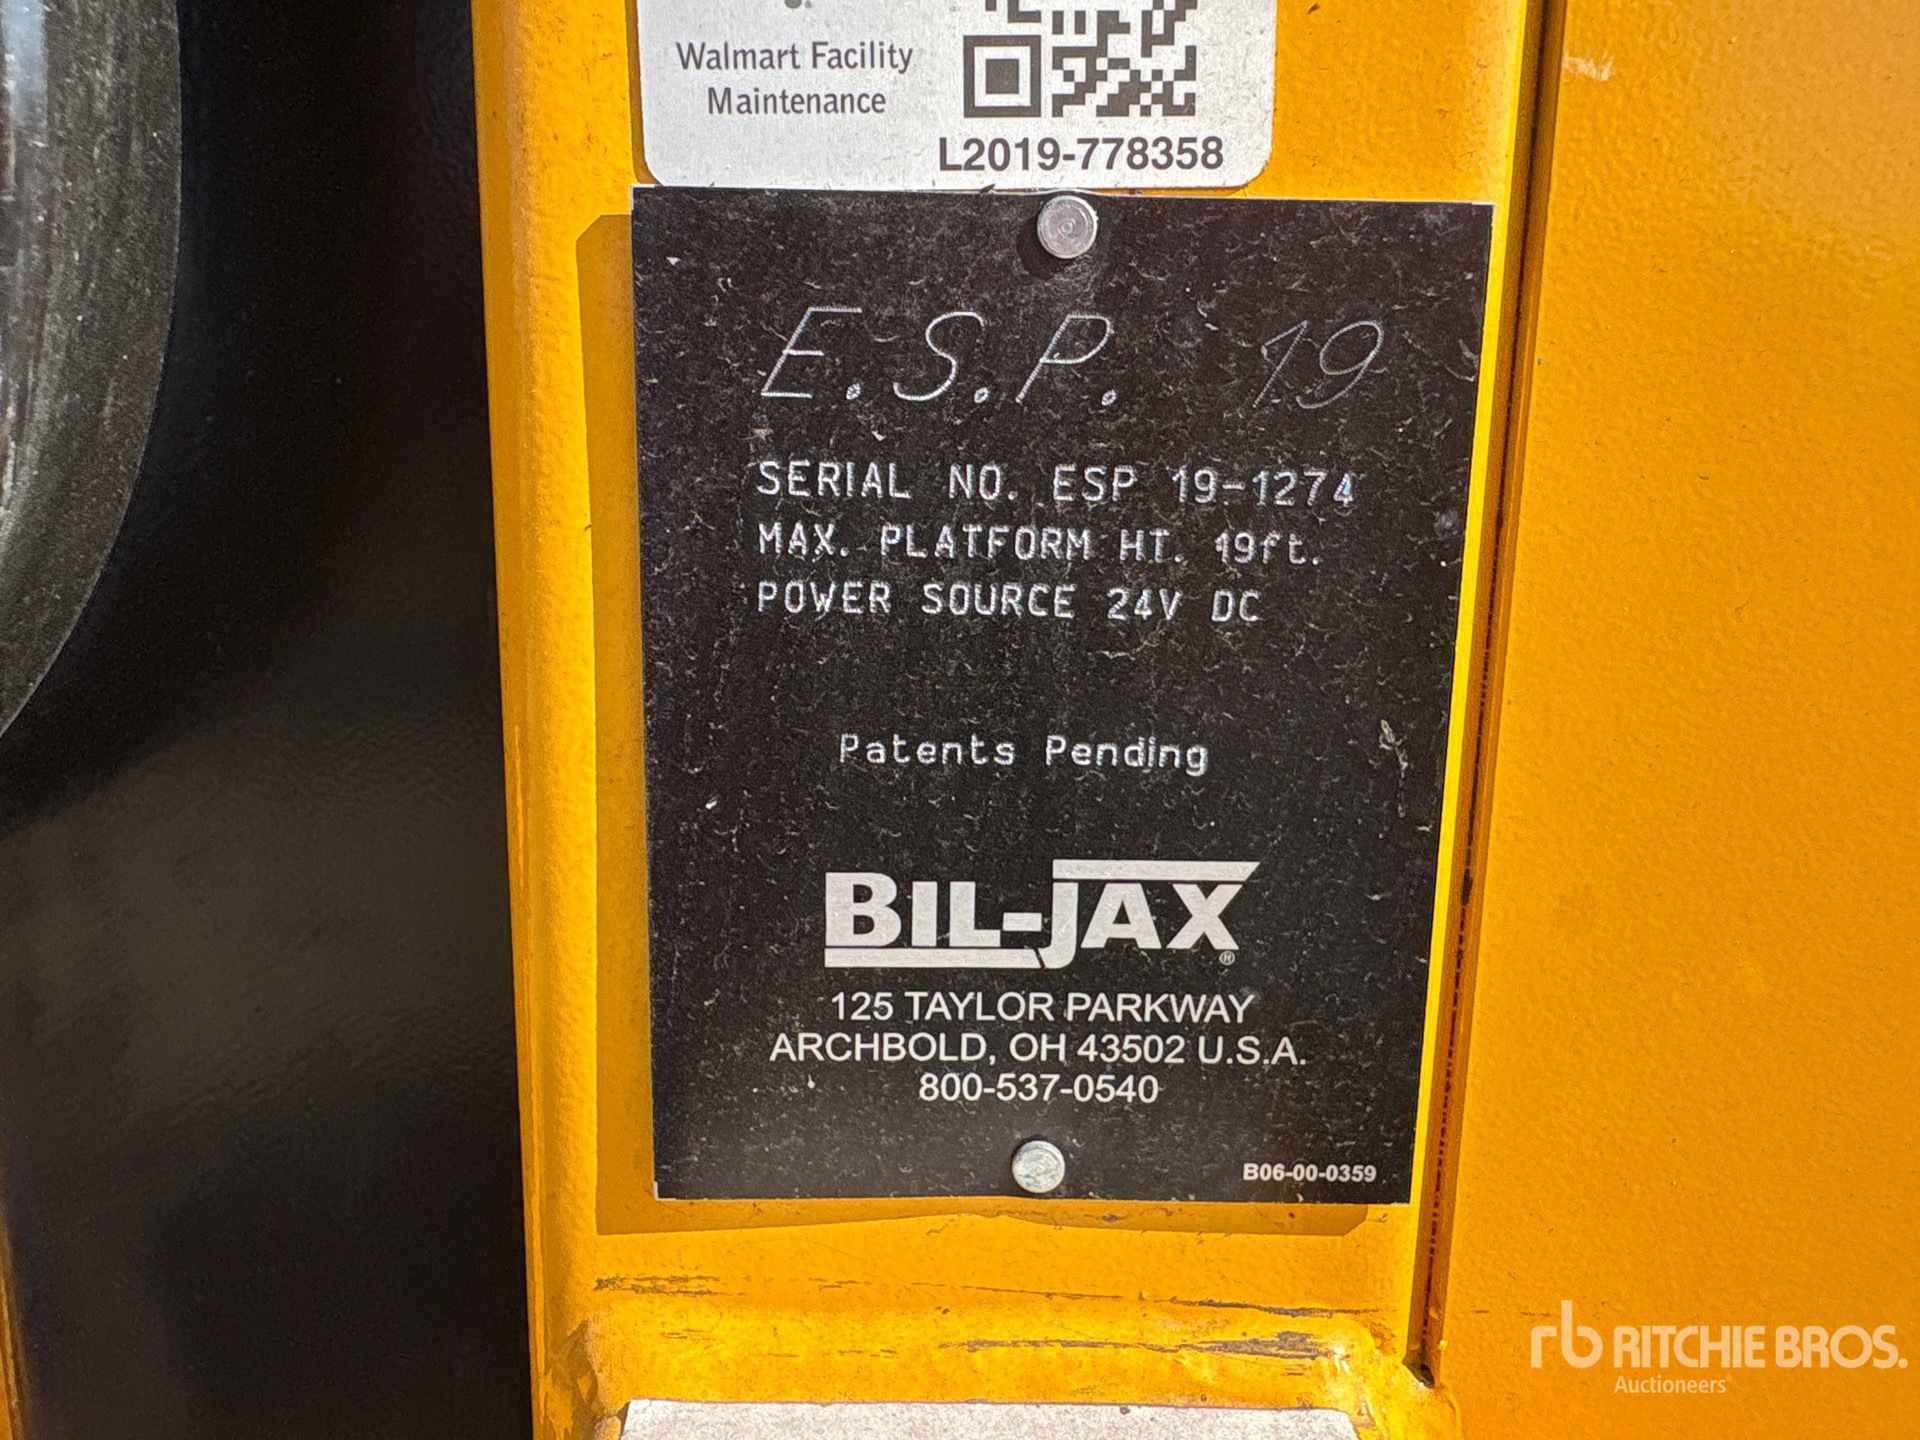 Walmart Facility
Maintenance
L2019-778358
E.S.P. 19
SERIAL NO. ESP 19-1274
MAX. PLATFORM HT. 19ft.
POWER SOURCE 24V DC
Patents Pending
BIL-JAX®
125 TAYLOR PARKWAY
ARCHBOLD, OH 43502 U.S.A.
800-537-0540
B06-00-0359
rb RITCHIE BROS.
Auctioneers